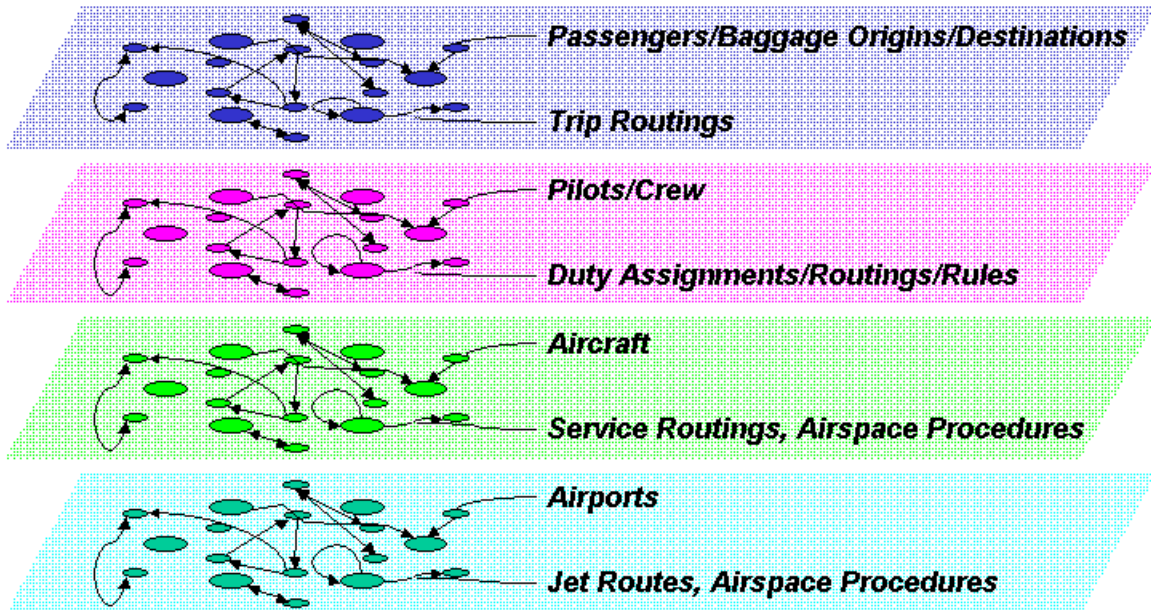 Passengers/Baggage Origins/Destinations
Trip Routings
Pilots/Crew
Duty Assignments/Routings/Rules
Aircraft
Service Routings, Airspace Procedures
Airports
Jet Routes, Airspace Procedures